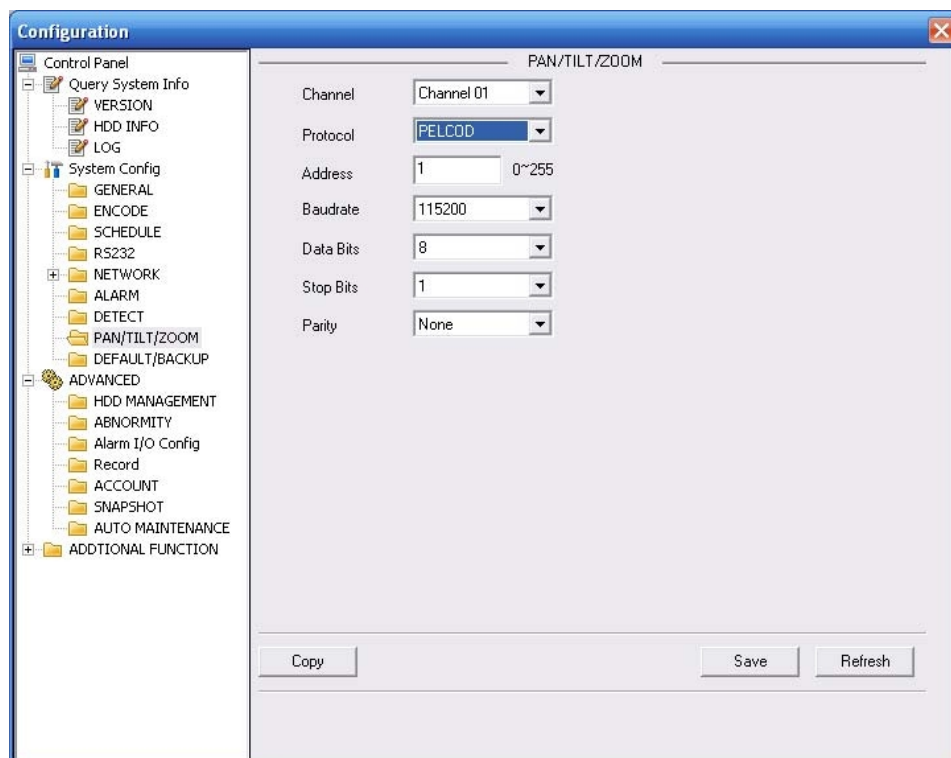 Configuration
Control Panel
Query System Info
VERSION
HDD INFO
LOG
System Config
GENERAL
ENCODE
SCHEDULE
RS232
NETWORK
ALARM
DETECT
PAN/TILT/ZOOM
DEFAULT/BACKUP
ADVANCED
HDD MANAGEMENT
ABNORMITY
Alarm I/O Config
Record
ACCOUNT
SNAPSHOT
AUTO MAINTENANCE
ADDTIONAL FUNCTION
PAN/TILT/ZOOM
Channel Channel 01
Protocol PELCOD
Address 1 0~255
Baudrate 115200
Data Bits 8
Stop Bits 1
Parity None
Copy Save Refresh